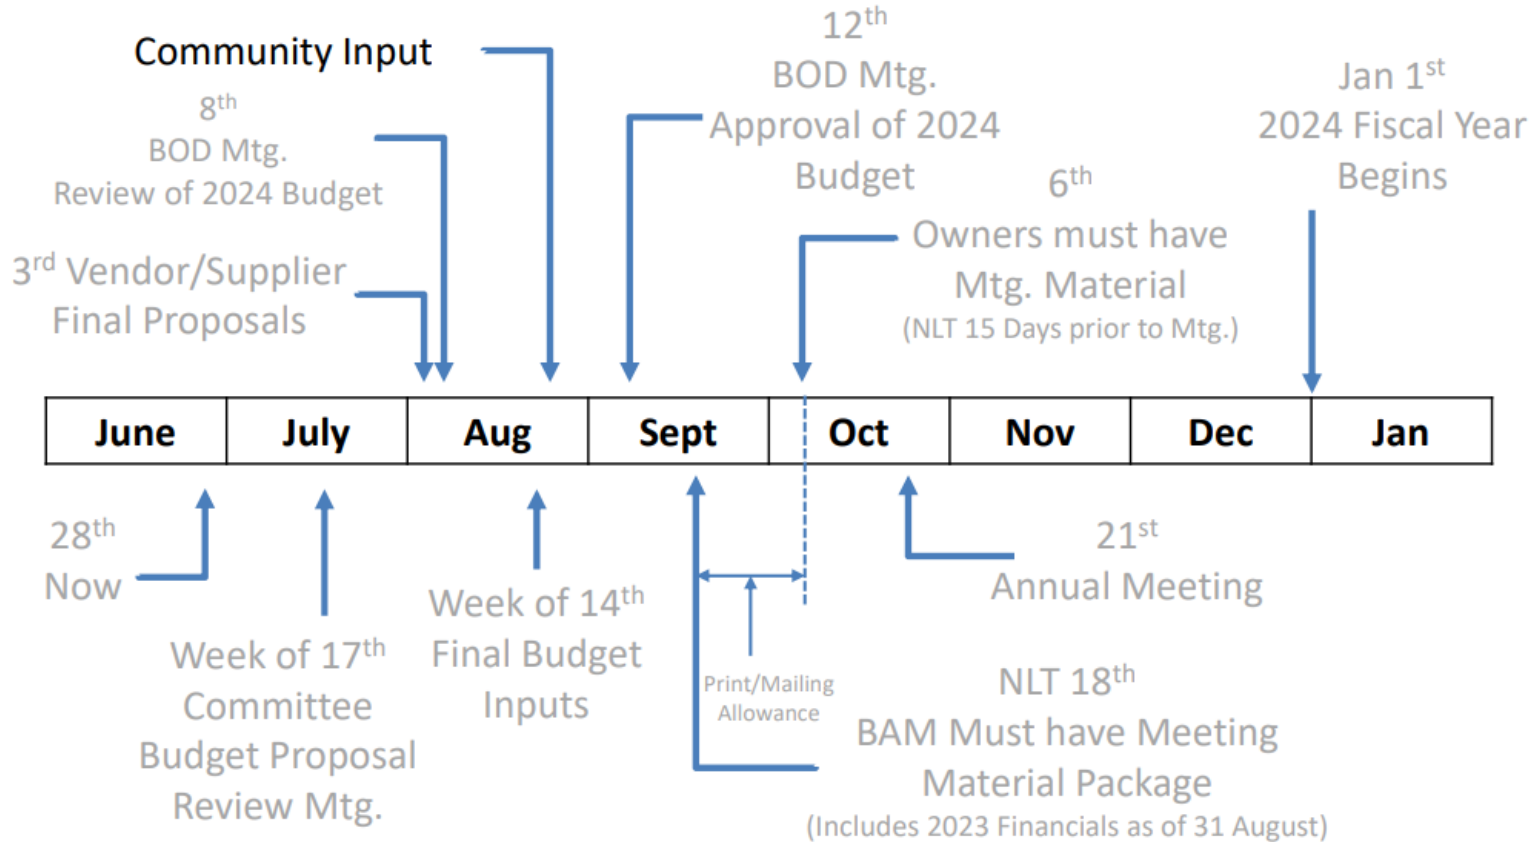 Community Input
8th
BOD Mtg.
Review of 2024 Budget
3rd Vendor/Supplier
Final Proposals
12th
BOD Mtg.
Approval of 2024
Budget
6th
Owners must have
Mtg. Material
(NLT 15 Days prior to Mtg.)
Jan 1st
2024 Fiscal Year
Begins
June July Aug Sept Oct Nov Dec Jan
28th
Now
Week of 17th
Committee
Budget Proposal
Review Mtg.
Week of 14th
Final Budget
Inputs
Print/Mailing
Allowance
21st
Annual Meeting
NLT 18th
BAM Must have Meeting
Material Package
(Includes 2023 Financials as of 31 August)